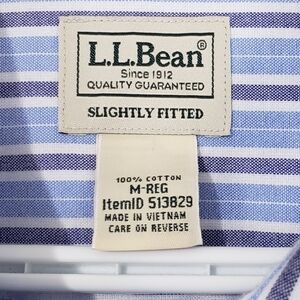 L.L.Bean®
Since 1912
QUALITY GUARANTEED
SLIGHTLY FITTED
100% COTTON
M-REG
ItemID 513829
MADE IN VIETNAM
CARE ON REVERSE